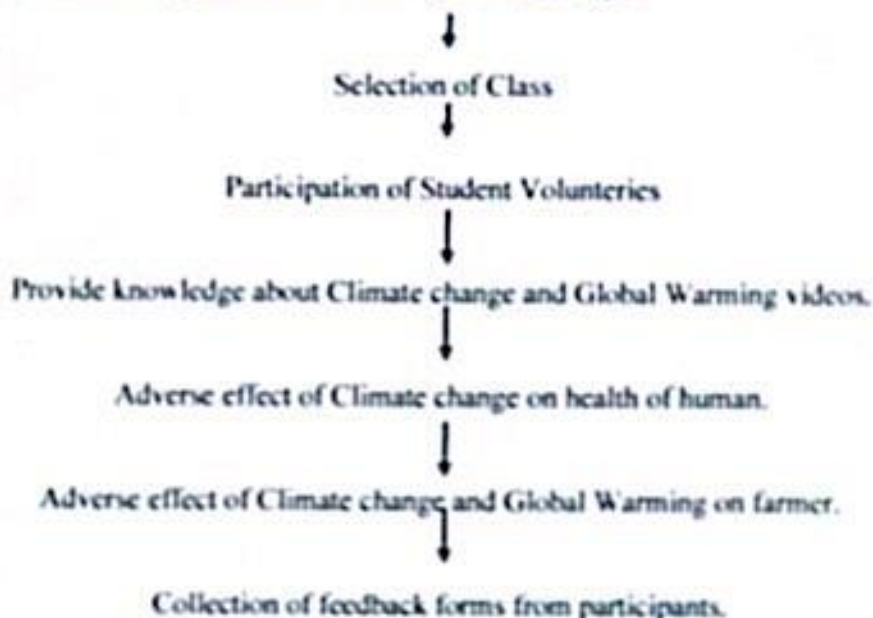 Selection of Class
Participation of Student Volunteries
Provide knowledge about Climate change and Global Warming videos.
Adverse effect of Climate change on health of human.
Adverse effect of Climate change and Global Warming on farmer.
Collection of feedback forms from participants.